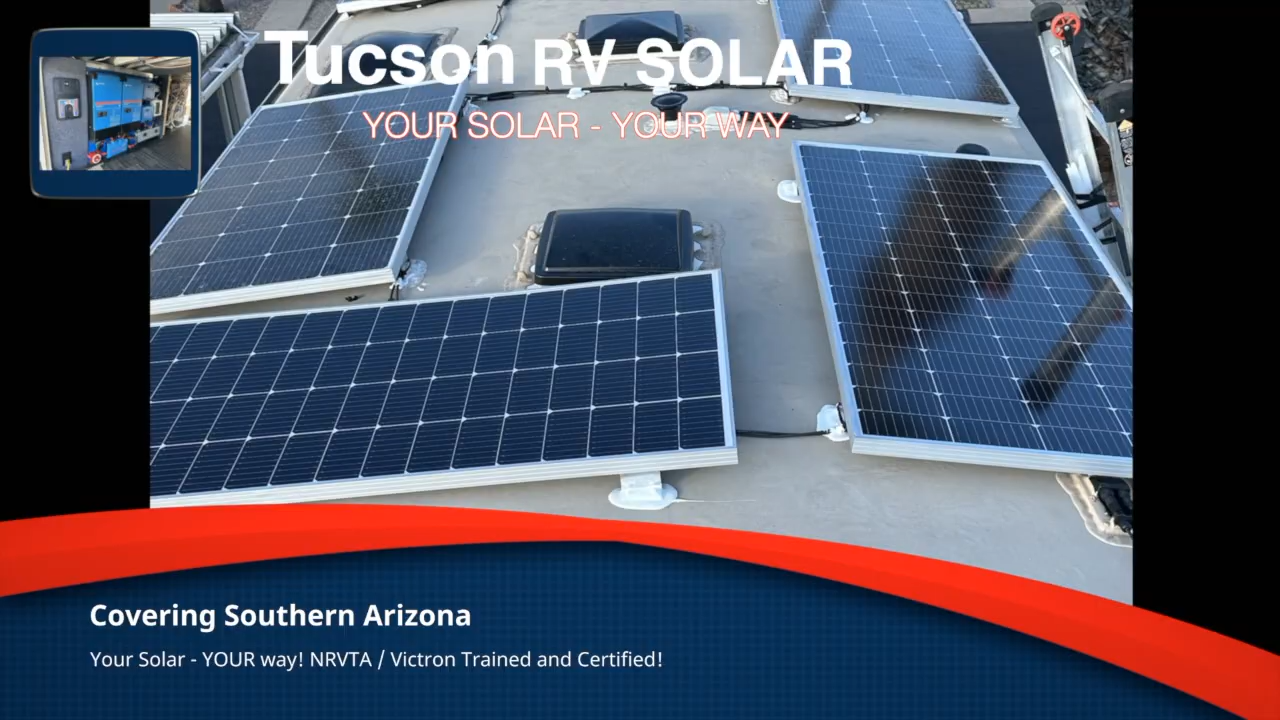 Tucson RV SOLAR
YOUR SOLAR - YOUR WAY
Covering Southern Arizona
Your Solar - YOUR way! NRVTA / Victron Trained and Certified!